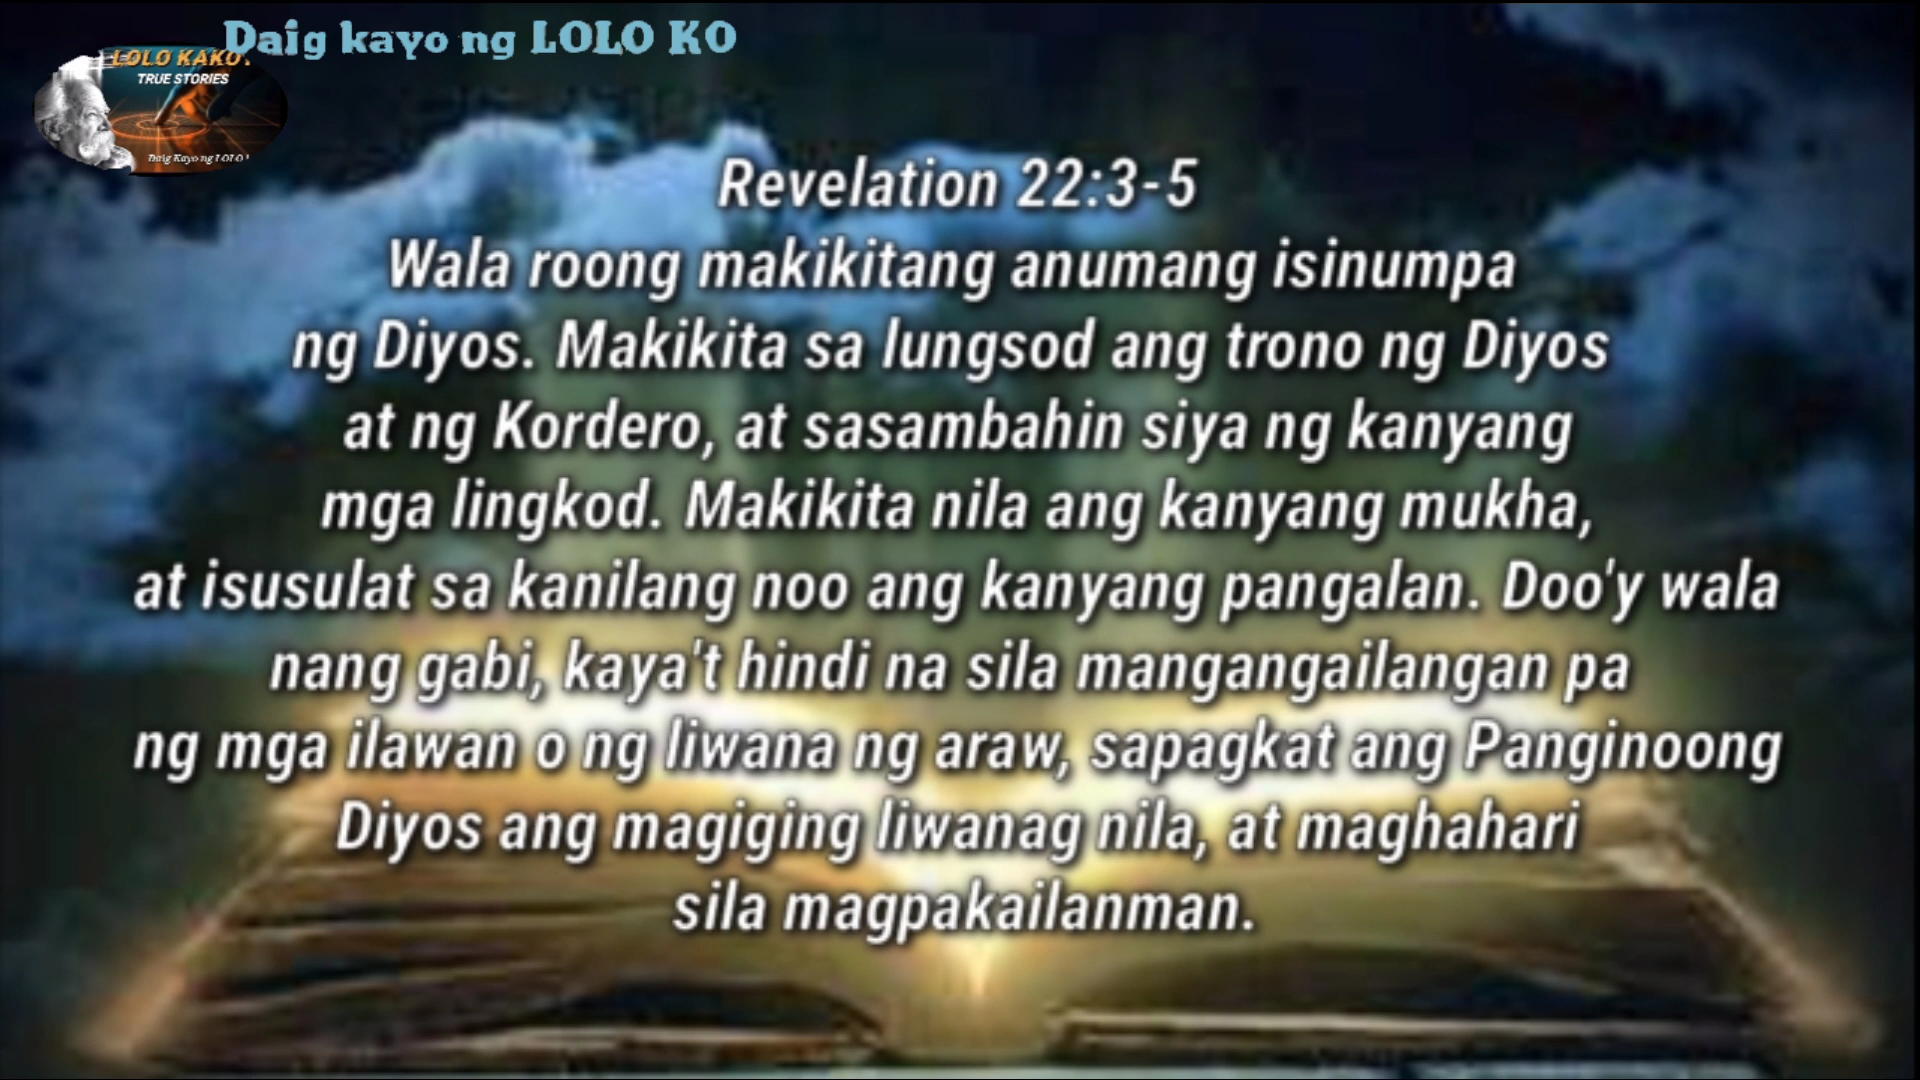 Daig kayo ng LOLO KO
LOLO KAKO
TRUE STORIES
Daig Kayo ng LOLO
Revelation 22:3-5
Wala roong makikitang anumang isinumpa
ng Diyos. Makikita sa lungsod ang trono ng Diyos
at ng Kordero, at sasambahin siya ng kanyang
mga lingkod. Makikita nila ang kanyang mukha,
at isusulat sa kanilang noo ang kanyang pangalan. Doo'y wala
nang gabi, kaya't hindi na sila mangangailangan pa
ng mga ilawan o ng liwana ng araw, sapagkat ang Panginoong
Diyos ang magiging liwanag nila, at maghahari
sila magpakailanman.